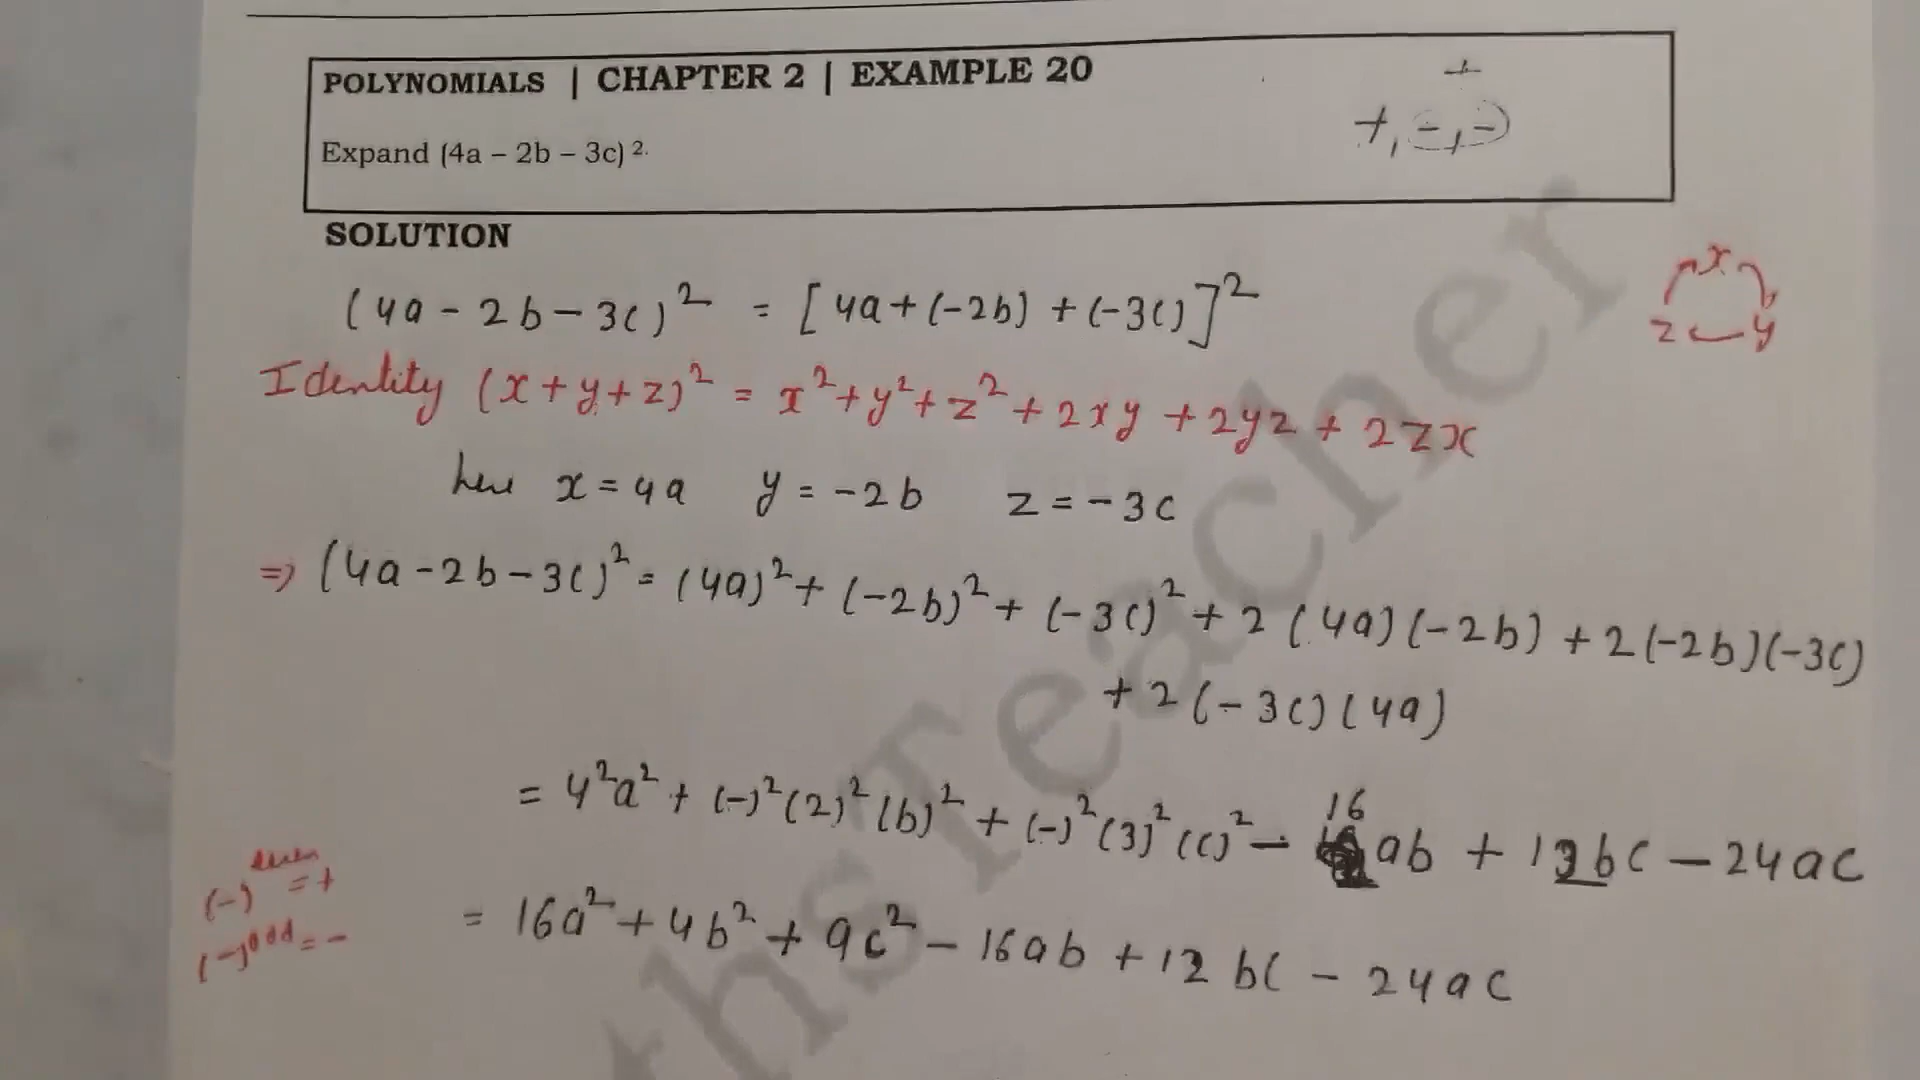 POLYNOMIALS | CHAPTER 2 | EXAMPLE 20
+
+, -, -
Expand (4a – 2b – 3c) 2.
SOLUTION
x
z y
(4a - 2b - 3c)² = [4a + (-2b) + (-3c)]²
Identity (x + y + z)² = x² + y² + z² + 2xy + 2yz + 2zx
here x = 4a y = -2b z = -3c
⇒ (4a - 2b - 3c)² = (4a)² + (-2b)² + (-3c)² + 2(4a)(-2b) + 2(-2b)(-3c)
+ 2(-3c)(4a)
= 4²a² + (-)²(2)²(b)² + (-)²(3)²(c)² - 16ab + 12bc - 24ac
(-)^even = +
= 16a² + 4b² + 9c² - 16ab + 12bc - 24ac
(-)^odd = -
ths Teacher